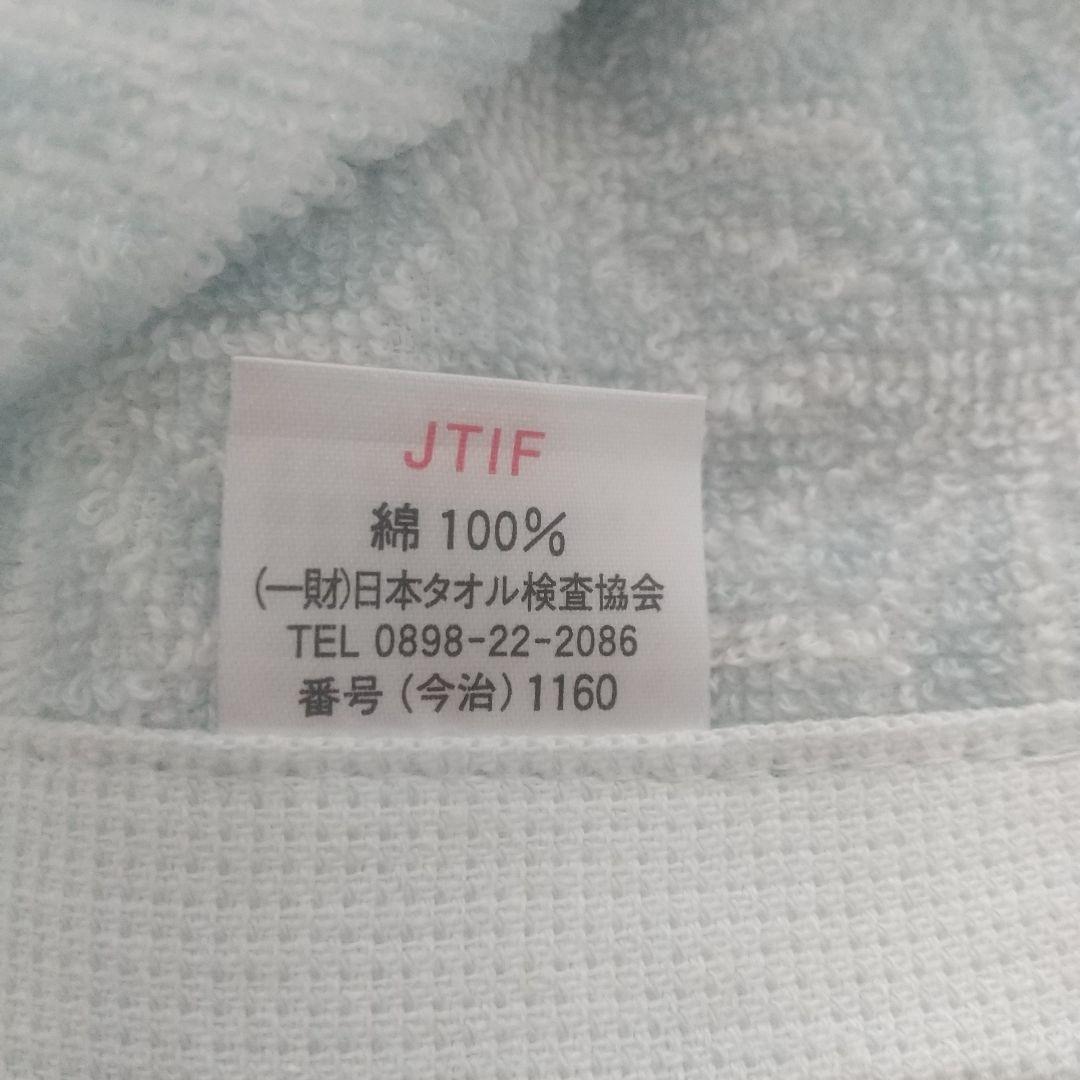 JTIF
綿 100%
(一財)日本タオル検査協会
TEL 0898-22-2086
番号 (今治) 1160